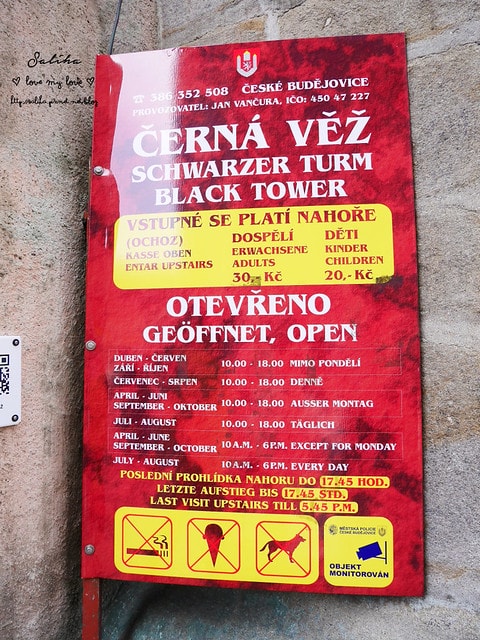 Saliha
♡ love my love ♡
☎ 386 352 508 ČESKÉ BUDĚJOVICE
PROVOZOVATEL: JAN VANČURA, IČO: 450 47 227
ČERNÁ VĚŽ
SCHWARZER TURM
BLACK TOWER
VSTUPNÉ SE PLATÍ NAHOŘE
(OCHOZ)
KASSE OBEN
ENTAR UPSTAIRS
DOSPĚLÍ
ERWACHSENE
ADULTS
30,- Kč
DĚTI
KINDER
CHILDREN
20,- Kč
OTEVŘENO
GEÖFFNET, OPEN
DUBEN - ČERVEN
ZÁŘÍ - ŘÍJEN 10.00 - 18.00 MIMO PONDĚLÍ
ČERVENEC - SRPEN 10.00 - 18.00 DENNĚ
APRIL - JUNI
SEPTEMBER - OKTOBER 10.00 - 18.00 AUSSER MONTAG
JULI - AUGUST 10.00 - 18.00 TÄGLICH
APRIL - JUNE
SEPTEMBER - OCTOBER 10 A.M. - 6 P.M. EXCEPT FOR MONDAY
JULY - AUGUST 10 A.M. - 6 P.M. EVERY DAY
POSLEDNÍ PROHLÍDKA NAHORU DO 17.45 HOD.
LETZTE AUFSTIEG BIS 17.45 STD.
LAST VISIT UPSTAIRS TILL 5.45 P.M.
MĚSTSKÁ POLICIE
ČESKÉ BUDĚJOVICE
OBJEKT
MONITOROVÁN